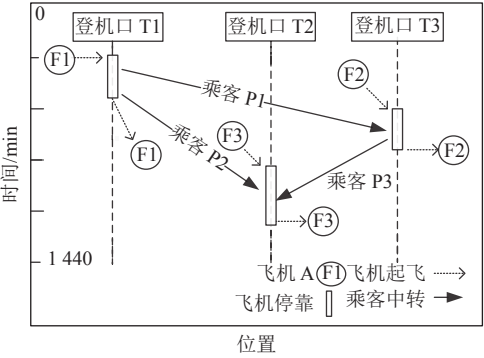 0
登机口 T1
登机口 T2
登机口 T3
F1
F2
乘客 P1
F1
乘客 P2
F3
F2
乘客 P3
F3
时间/min
1 440
飞机 A F1 飞机起飞
飞机停靠 乘客中转
位置